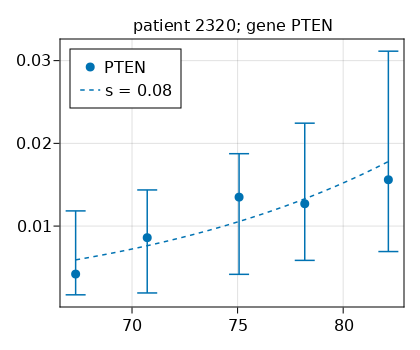 patient 2320; gene PTEN
0.03
PTEN
s = 0.08
0.02
0.01
70
75
80